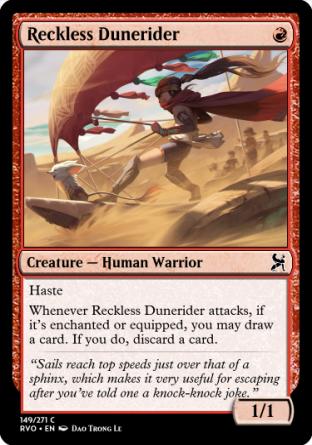 Reckless Dunerider
Creature — Human Warrior
Haste
Whenever Reckless Dunerider attacks, if
it's enchanted or equipped, you may draw
a card. If you do, discard a card.
“Sails reach top speeds just over that of a
sphinx, which makes it very useful for escaping
after you've told one a knock-knock joke.”
1/1
149/271 C
RVO • EN Dao Trong Le